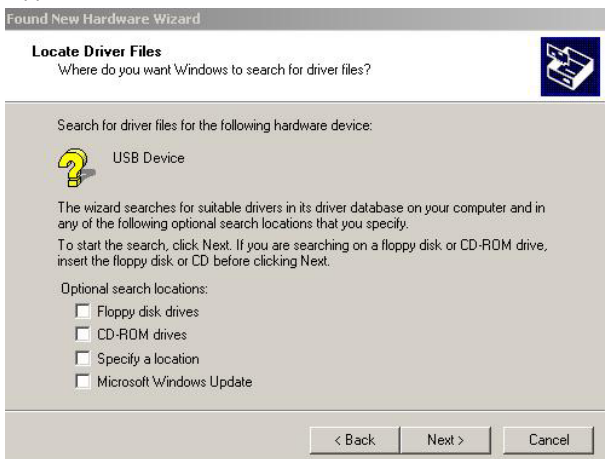 Found New Hardware Wizard
Locate Driver Files
Where do you want Windows to search for driver files?
Search for driver files for the following hardware device:
USB Device
The wizard searches for suitable drivers in its driver database on your computer and in
any of the following optional search locations that you specify.
To start the search, click Next. If you are searching on a floppy disk or CD-ROM drive,
insert the floppy disk or CD before clicking Next.
Optional search locations:
Floppy disk drives
CD-ROM drives
Specify a location
Microsoft Windows Update
< Back Next > Cancel